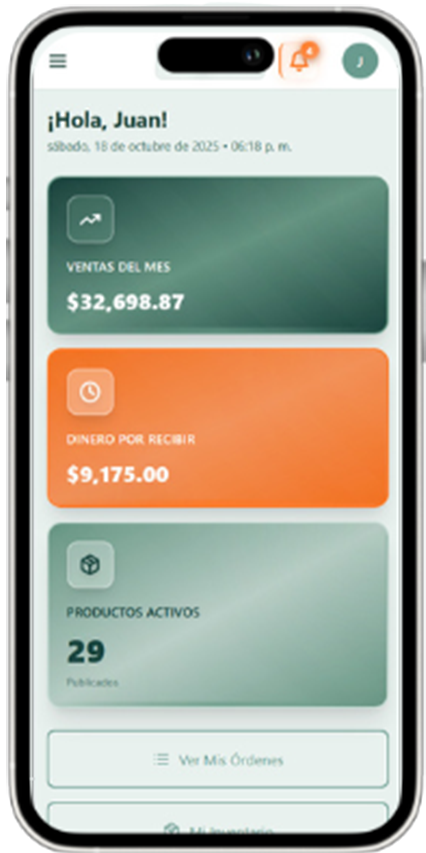 4
J
¡Hola, Juan!
sábado, 18 de octubre de 2025 • 06:18 p. m.
VENTAS DEL MES
$32,698.87
DINERO POR RECIBIR
$9,175.00
PRODUCTOS ACTIVOS
29
Publicados
Ver Mis Órdenes
Mi Inventario